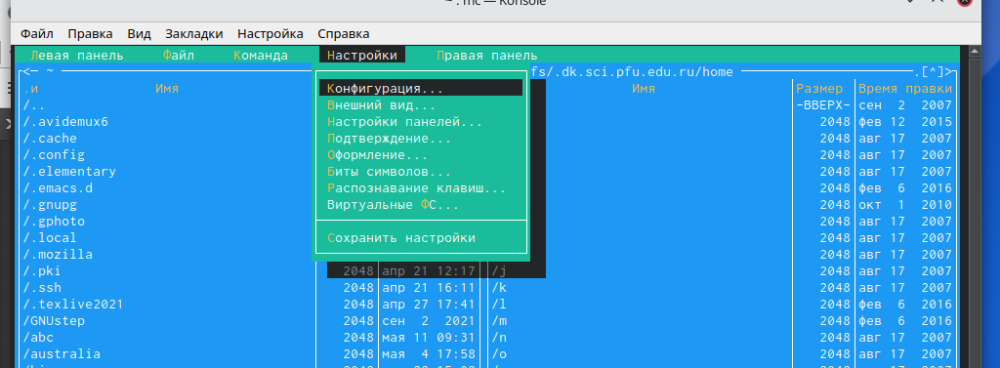 ~ : mc — Konsole
Файл Правка Вид Закладки Настройка Справка
Левая панель Файл Команда Настройки Правая панель
<─ ~ fs/.dk.sci.pfu.edu.ru/home .[^]>
.и Имя Имя Размер Время правки
Конфигурация...
/.. Внешний вид... -ВВЕРХ- сен 2 2007
/.avidemux6 Настройки панелей... 2048 фев 12 2015
/.cache Подтверждение... 2048 авг 17 2007
/.config Оформление... 2048 авг 17 2007
/.elementary Биты символов... 2048 авг 17 2007
/.emacs.d Распознавание клавиш... 2048 фев 6 2016
/.gnupg Виртуальные ФС... 2048 окт 1 2010
/.gphoto 2048 авг 17 2007
/.local Сохранить настройки 2048 авг 17 2007
/.mozilla 2048 авг 17 2007
/.pki 2048 апр 21 12:17 /j 2048 авг 17 2007
/.ssh 2048 апр 21 16:11 /k 2048 авг 17 2007
/.texlive2021 2048 апр 27 17:41 /l 2048 фев 6 2016
/GNUstep 2048 сен 2 2021 /m 2048 фев 6 2016
/abc 2048 мая 11 09:31 /n 2048 авг 17 2007
/australia 2048 мая 4 17:58 /o 2048 авг 17 2007